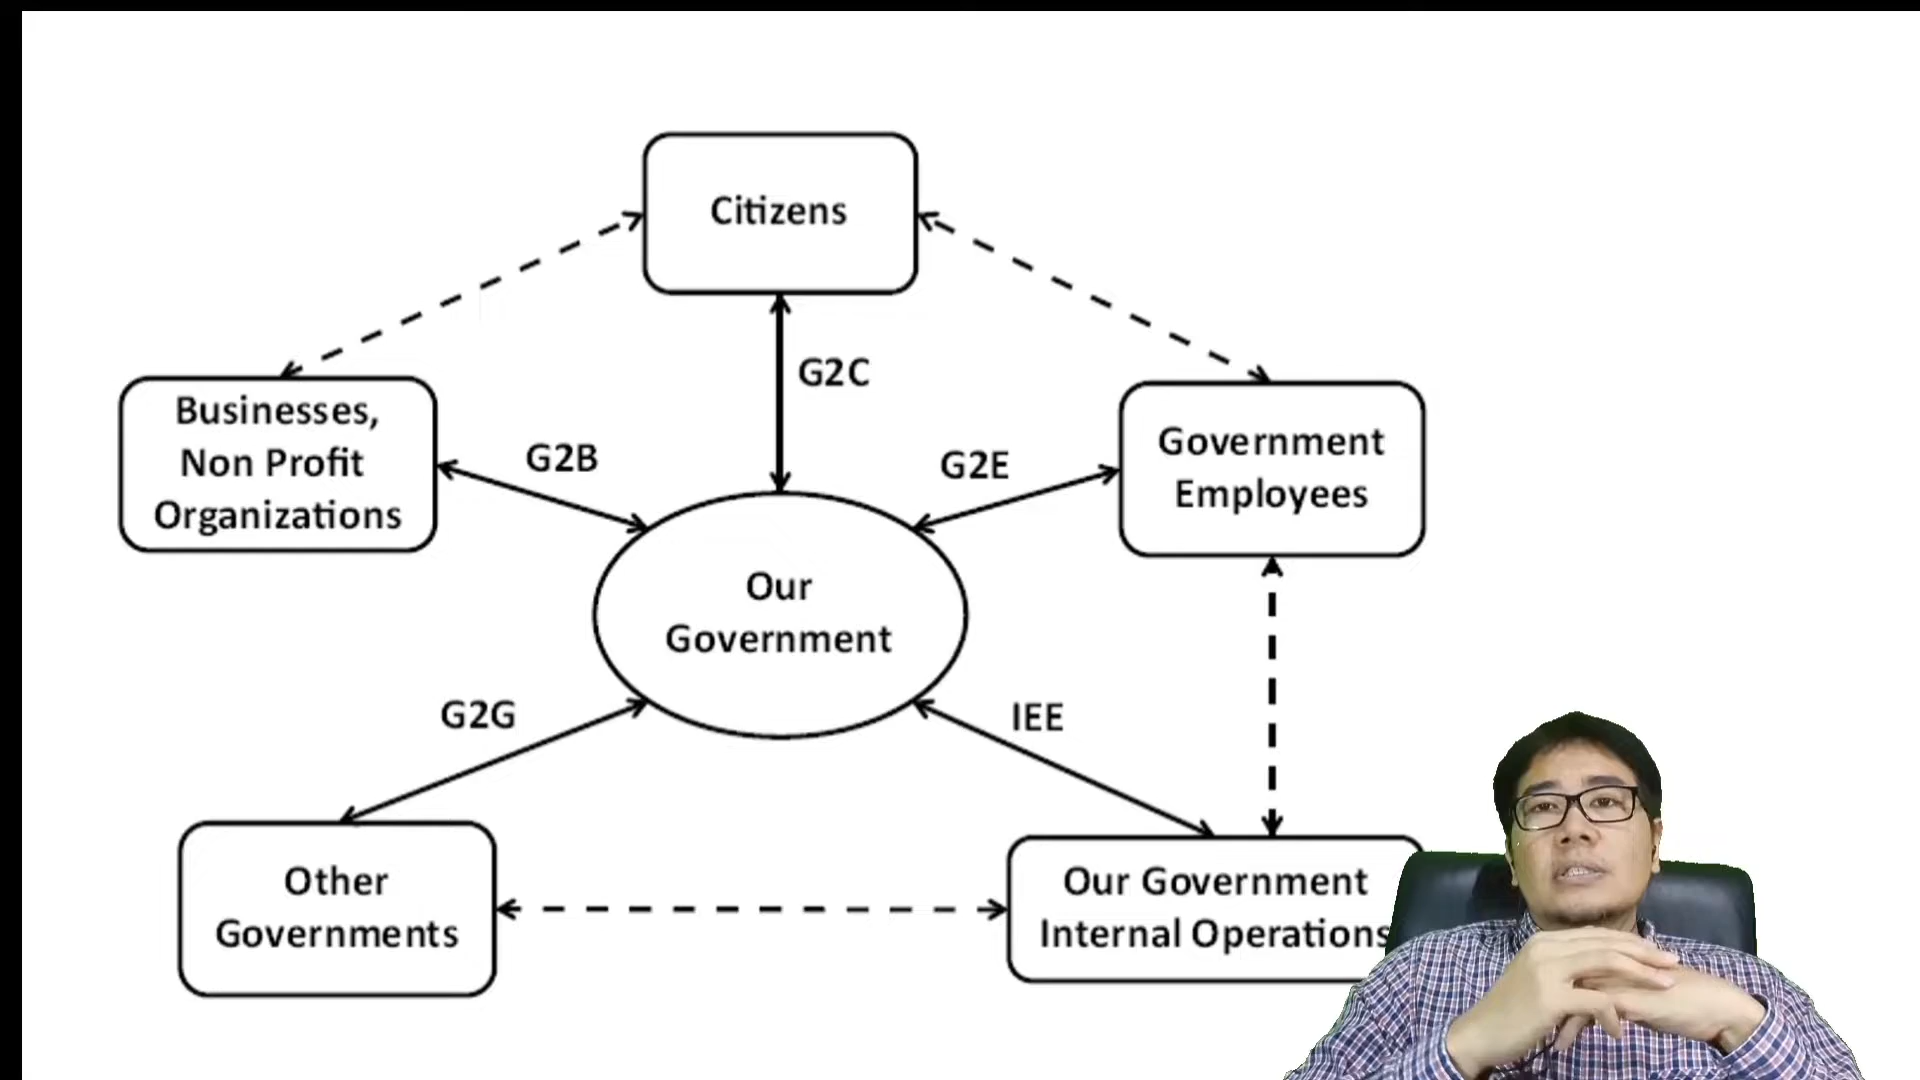 Citizens
G2C
Businesses,
Non Profit
Organizations
G2B
G2E
Government
Employees
Our
Government
G2G
IEE
Other
Governments
Our Government
Internal Operations